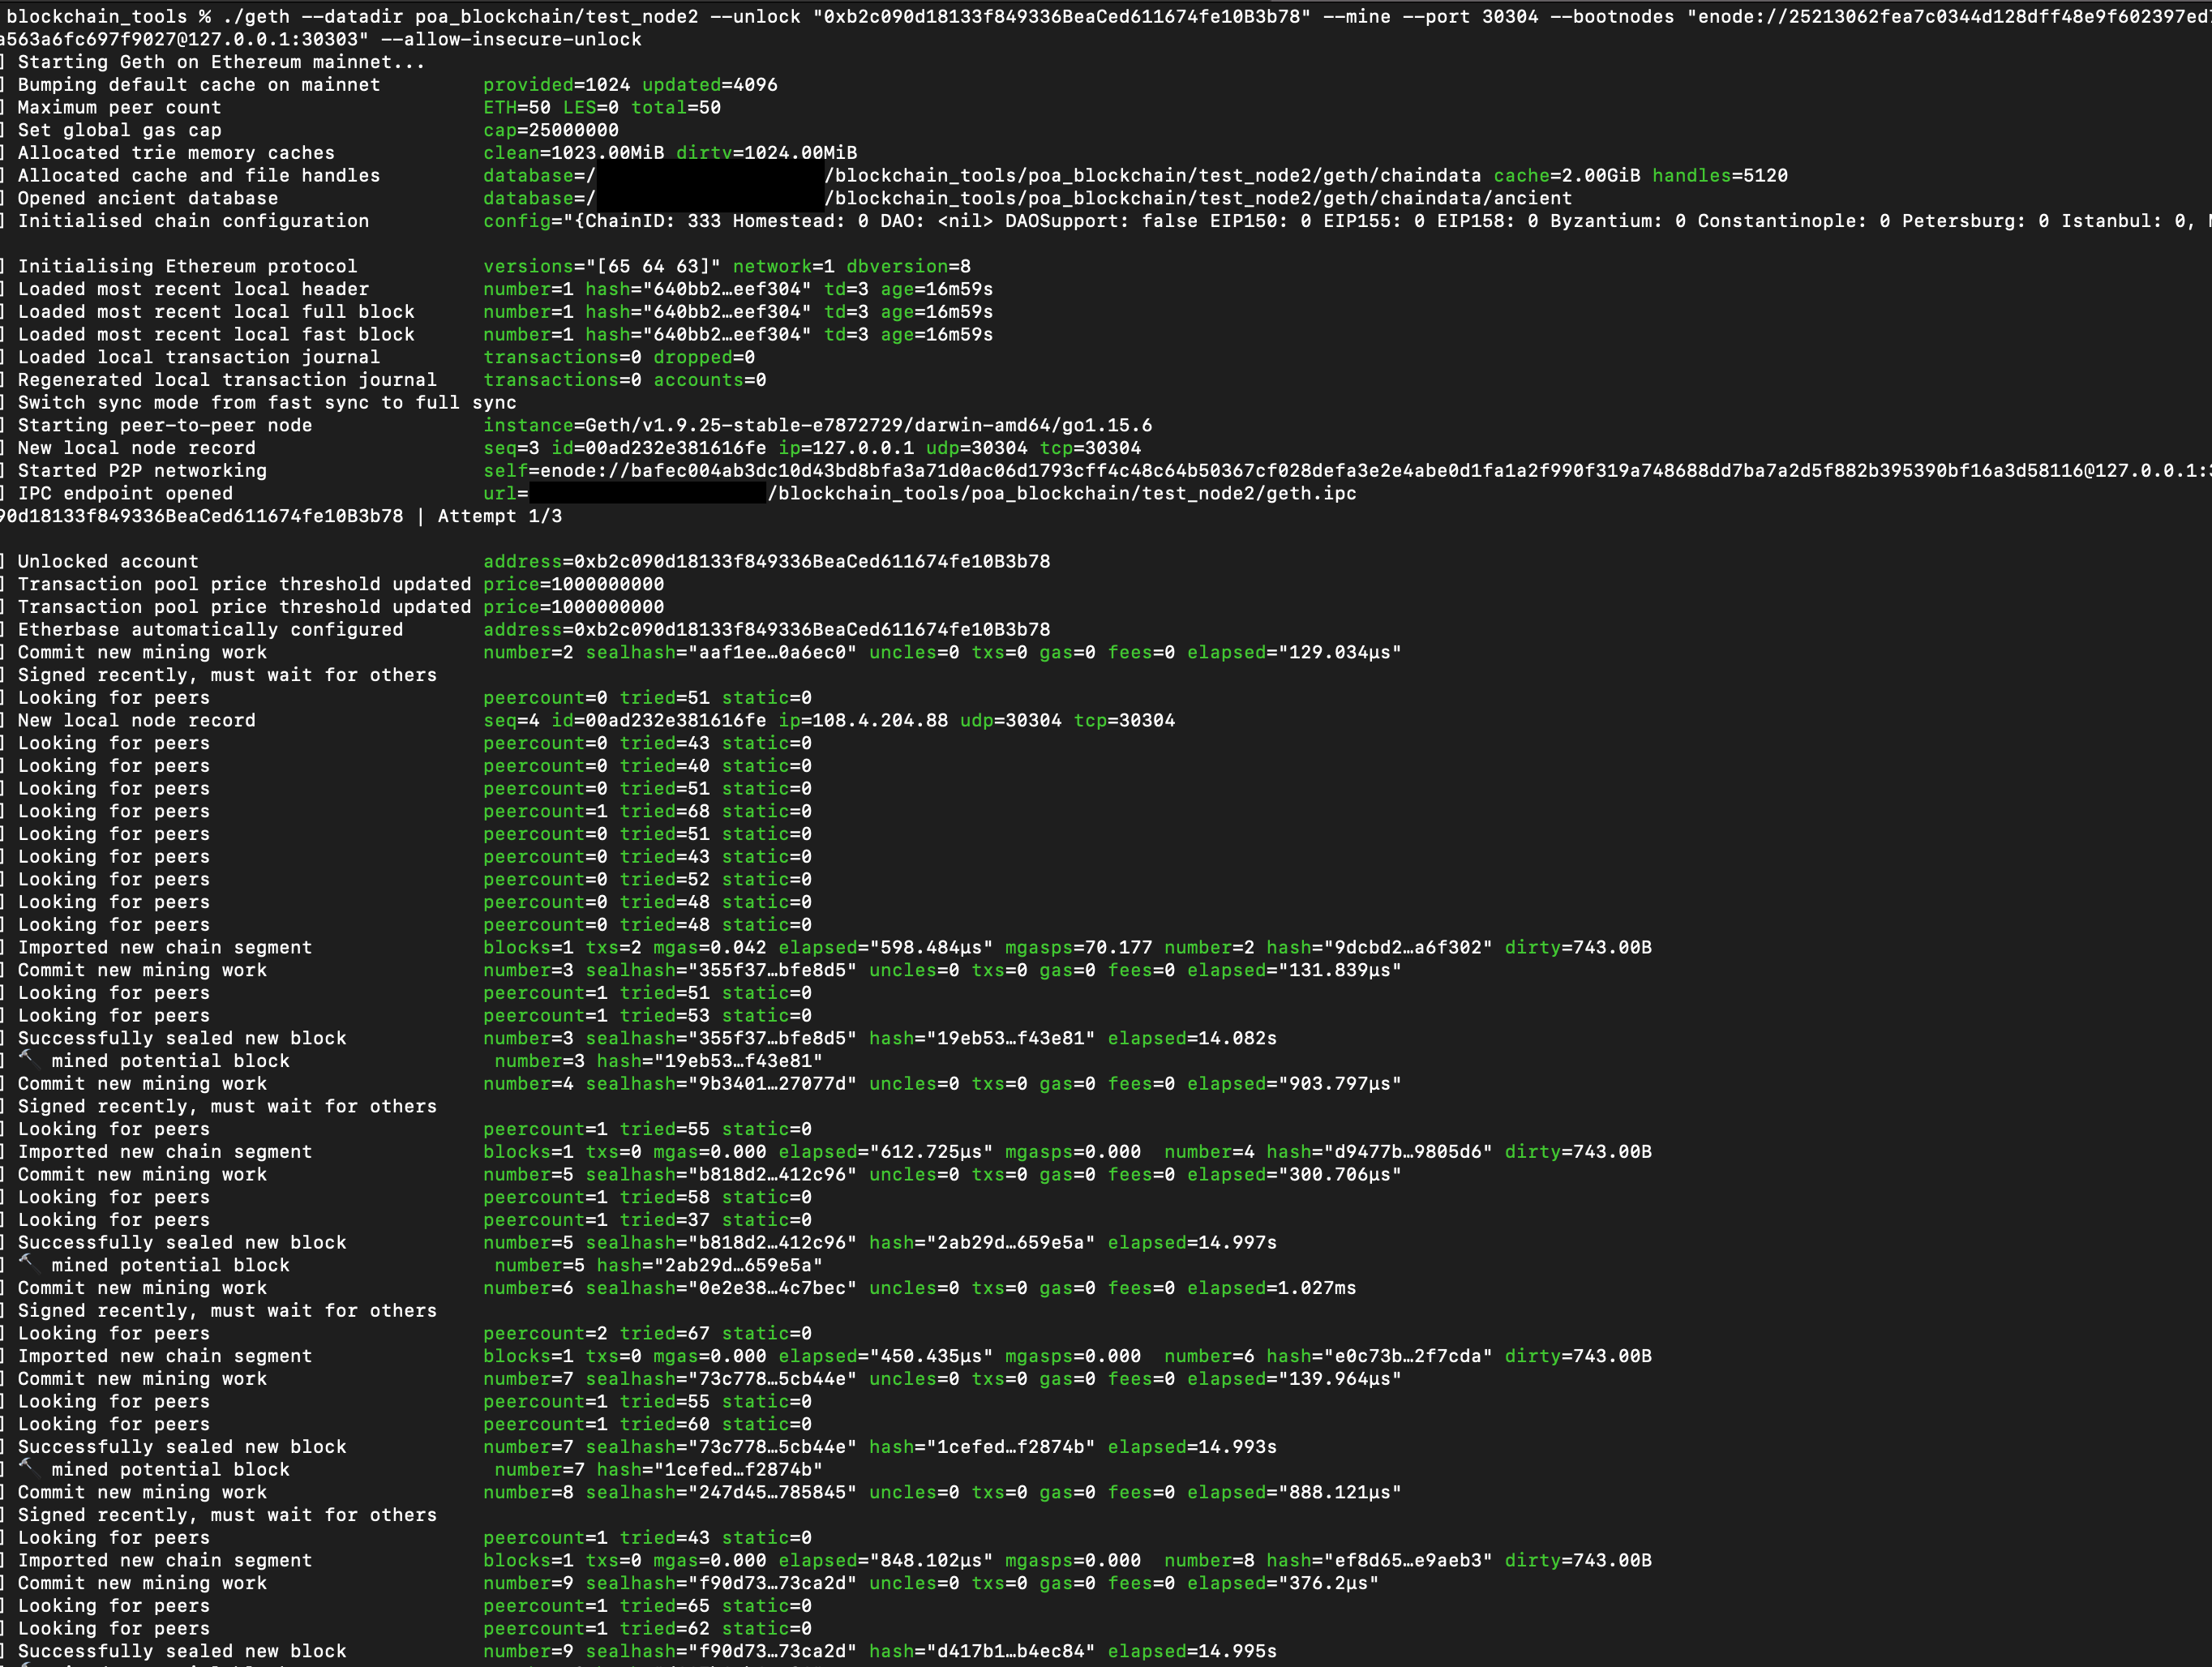 blockchain_tools % ./geth --datadir poa_blockchain/test_node2 --unlock "0xb2c090d18133f849336BeaCed611674fe10B3b78" --mine --port 30304 --bootnodes "enode://25213062fea7c0344d128dff48e9f602397ed
a563a6fc697f9027@127.0.0.1:30303" --allow-insecure-unlock
] Starting Geth on Ethereum mainnet...
] Bumping default cache on mainnet provided=1024 updated=4096
] Maximum peer count ETH=50 LES=0 total=50
] Set global gas cap cap=25000000
] Allocated trie memory caches clean=1023.00MiB dirty=1024.00MiB
] Allocated cache and file handles database=/ /blockchain_tools/poa_blockchain/test_node2/geth/chaindata cache=2.00GiB handles=5120
] Opened ancient database database=/ /blockchain_tools/poa_blockchain/test_node2/geth/chaindata/ancient
] Initialised chain configuration config="{ChainID: 333 Homestead: 0 DAO: <nil> DAOSupport: false EIP150: 0 EIP155: 0 EIP158: 0 Byzantium: 0 Constantinople: 0 Petersburg: 0 Istanbul: 0,
] Initialising Ethereum protocol versions="[65 64 63]" network=1 dbversion=8
] Loaded most recent local header number=1 hash="640bb2…eef304" td=3 age=16m59s
] Loaded most recent local full block number=1 hash="640bb2…eef304" td=3 age=16m59s
] Loaded most recent local fast block number=1 hash="640bb2…eef304" td=3 age=16m59s
] Loaded local transaction journal transactions=0 dropped=0
] Regenerated local transaction journal transactions=0 accounts=0
] Switch sync mode from fast sync to full sync
] Starting peer-to-peer node instance=Geth/v1.9.25-stable-e7872729/darwin-amd64/go1.15.6
] New local node record seq=3 id=00ad232e381616fe ip=127.0.0.1 udp=30304 tcp=30304
] Started P2P networking self=enode://bafec004ab3dc10d43bd8bfa3a71d0ac06d1793cff4c48c64b50367cf028defa3e2e4abe0d1fa1a2f990f319a748688dd7ba7a2d5f882b395390bf16a3d58116@127.0.0.1:
] IPC endpoint opened url= /blockchain_tools/poa_blockchain/test_node2/geth.ipc
90d18133f849336BeaCed611674fe10B3b78 | Attempt 1/3
] Unlocked account address=0xb2c090d18133f849336BeaCed611674fe10B3b78
] Transaction pool price threshold updated price=1000000000
] Transaction pool price threshold updated price=1000000000
] Etherbase automatically configured address=0xb2c090d18133f849336BeaCed611674fe10B3b78
] Commit new mining work number=2 sealhash="aaf1ee…0a6ec0" uncles=0 txs=0 gas=0 fees=0 elapsed="129.034µs"
] Signed recently, must wait for others
] Looking for peers peercount=0 tried=51 static=0
] New local node record seq=4 id=00ad232e381616fe ip=108.4.204.88 udp=30304 tcp=30304
] Looking for peers peercount=0 tried=43 static=0
] Looking for peers peercount=0 tried=40 static=0
] Looking for peers peercount=0 tried=51 static=0
] Looking for peers peercount=1 tried=68 static=0
] Looking for peers peercount=0 tried=51 static=0
] Looking for peers peercount=0 tried=43 static=0
] Looking for peers peercount=0 tried=52 static=0
] Looking for peers peercount=0 tried=48 static=0
] Looking for peers peercount=0 tried=48 static=0
] Imported new chain segment blocks=1 txs=2 mgas=0.042 elapsed="598.484µs" mgasps=70.177 number=2 hash="9dcbd2…a6f302" dirty=743.00B
] Commit new mining work number=3 sealhash="355f37…bfe8d5" uncles=0 txs=0 gas=0 fees=0 elapsed="131.839µs"
] Looking for peers peercount=1 tried=51 static=0
] Looking for peers peercount=1 tried=53 static=0
] Successfully sealed new block number=3 sealhash="355f37…bfe8d5" hash="19eb53…f43e81" elapsed=14.082s
] 🔨 mined potential block number=3 hash="19eb53…f43e81"
] Commit new mining work number=4 sealhash="9b3401…27077d" uncles=0 txs=0 gas=0 fees=0 elapsed="903.797µs"
] Signed recently, must wait for others
] Looking for peers peercount=1 tried=55 static=0
] Imported new chain segment blocks=1 txs=0 mgas=0.000 elapsed="612.725µs" mgasps=0.000 number=4 hash="d9477b…9805d6" dirty=743.00B
] Commit new mining work number=5 sealhash="b818d2…412c96" uncles=0 txs=0 gas=0 fees=0 elapsed="300.706µs"
] Looking for peers peercount=1 tried=58 static=0
] Looking for peers peercount=1 tried=37 static=0
] Successfully sealed new block number=5 sealhash="b818d2…412c96" hash="2ab29d…659e5a" elapsed=14.997s
] 🔨 mined potential block number=5 hash="2ab29d…659e5a"
] Commit new mining work number=6 sealhash="0e2e38…4c7bec" uncles=0 txs=0 gas=0 fees=0 elapsed=1.027ms
] Signed recently, must wait for others
] Looking for peers peercount=2 tried=67 static=0
] Imported new chain segment blocks=1 txs=0 mgas=0.000 elapsed="450.435µs" mgasps=0.000 number=6 hash="e0c73b…2f7cda" dirty=743.00B
] Commit new mining work number=7 sealhash="73c778…5cb44e" uncles=0 txs=0 gas=0 fees=0 elapsed="139.964µs"
] Looking for peers peercount=1 tried=55 static=0
] Looking for peers peercount=1 tried=60 static=0
] Successfully sealed new block number=7 sealhash="73c778…5cb44e" hash="1cefed…f2874b" elapsed=14.993s
] 🔨 mined potential block number=7 hash="1cefed…f2874b"
] Commit new mining work number=8 sealhash="247d45…785845" uncles=0 txs=0 gas=0 fees=0 elapsed="888.121µs"
] Signed recently, must wait for others
] Looking for peers peercount=1 tried=43 static=0
] Imported new chain segment blocks=1 txs=0 mgas=0.000 elapsed="848.102µs" mgasps=0.000 number=8 hash="ef8d65…e9aeb3" dirty=743.00B
] Commit new mining work number=9 sealhash="f90d73…73ca2d" uncles=0 txs=0 gas=0 fees=0 elapsed="376.2µs"
] Looking for peers peercount=1 tried=65 static=0
] Looking for peers peercount=1 tried=62 static=0
] Successfully sealed new block number=9 sealhash="f90d73…73ca2d" hash="d417b1…b4ec84" elapsed=14.995s